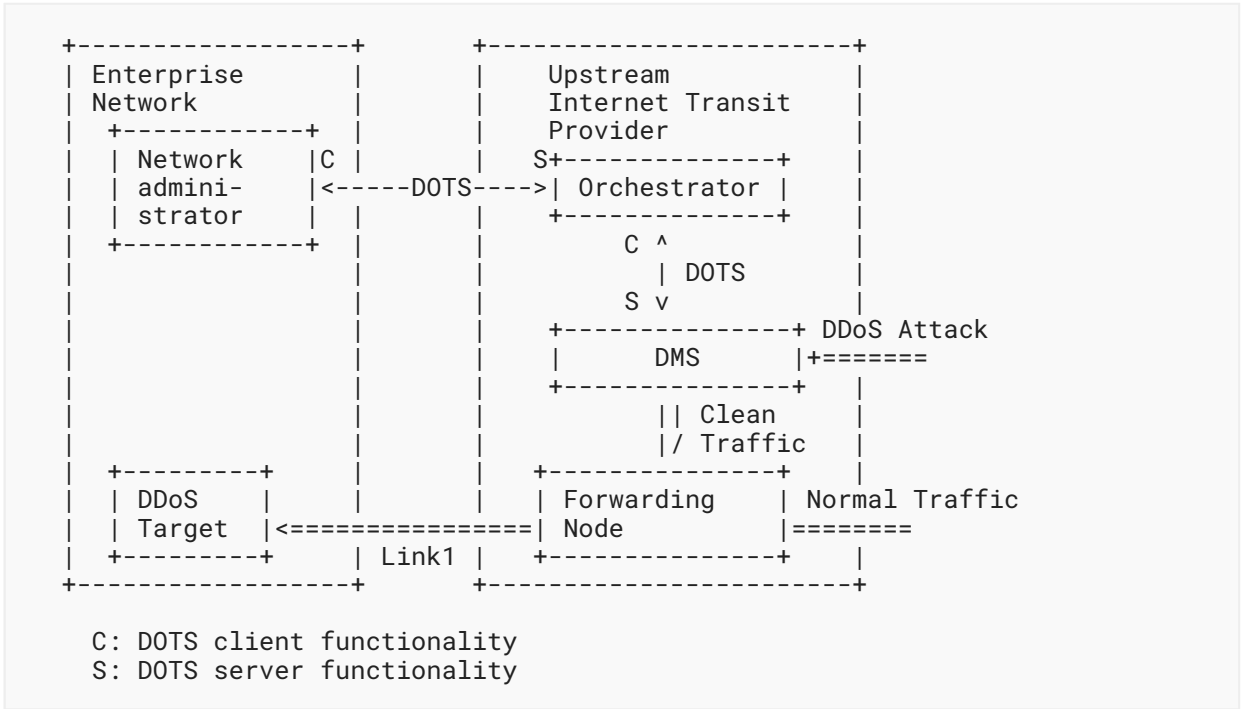 +------------------+       +------------------------+
| Enterprise       |       |    Upstream            |
| Network          |       |    Internet Transit    |
|  +------------+  |       |    Provider            |
|  | Network    |C |       |   S+--------------+    |
|  | admini-    |<-----DOTS---->| Orchestrator |    |
|  | strator    |  |       |    +--------------+    |
|  +------------+  |       |         C ^            |
|                  |       |           | DOTS       |
|                  |       |         S v            |
|                  |       |    +---------------+ DDoS Attack
|                  |       |    |      DMS      |+=======
|                  |       |    +---------------+   |
|                  |       |           || Clean     |
|                  |       |           |/ Traffic   |
|  +---------+     |       |   +---------------+    |
|  | DDoS    |     |       |   | Forwarding    | Normal Traffic
|  | Target  |<================| Node          |========
|  +---------+     | Link1 |   +---------------+    |
+------------------+       +------------------------+
C: DOTS client functionality
S: DOTS server functionality